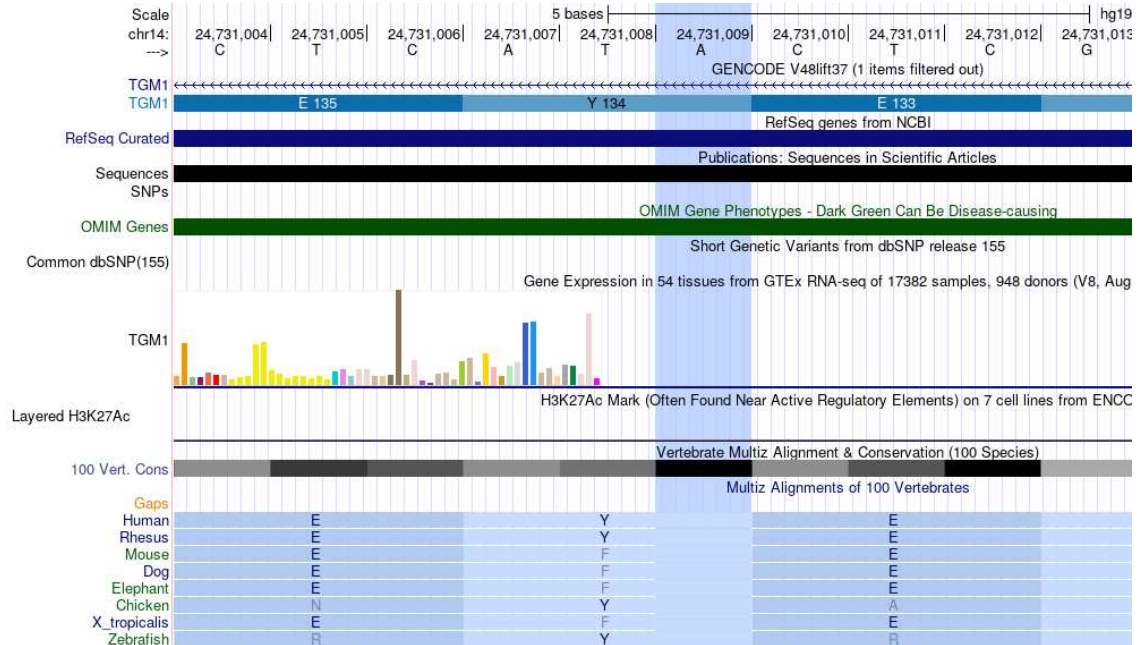 Scale 5 bases hg19
chr14: 24,731,004 24,731,005 24,731,006 24,731,007 24,731,008 24,731,009 24,731,010 24,731,011 24,731,012 24,731,013
---> C T C A T A C T C G
GENCODE V48lift37 (1 items filtered out)
TGM1
TGM1 E 135 Y 134 E 133
RefSeq genes from NCBI
RefSeq Curated
Publications: Sequences in Scientific Articles
Sequences
SNPs
OMIM Gene Phenotypes - Dark Green Can Be Disease-causing
OMIM Genes
Short Genetic Variants from dbSNP release 155
Common dbSNP(155)
Gene Expression in 54 tissues from GTEx RNA-seq of 17382 samples, 948 donors (V8, Aug
TGM1
H3K27Ac Mark (Often Found Near Active Regulatory Elements) on 7 cell lines from ENCO
Layered H3K27Ac
Vertebrate Multiz Alignment & Conservation (100 Species)
100 Vert. Cons
Multiz Alignments of 100 Vertebrates
Gaps
Human E Y E
Rhesus E Y E
Mouse E F E
Dog E F E
Elephant E F E
Chicken N Y A
X_tropicalis E F E
Zebrafish R Y R